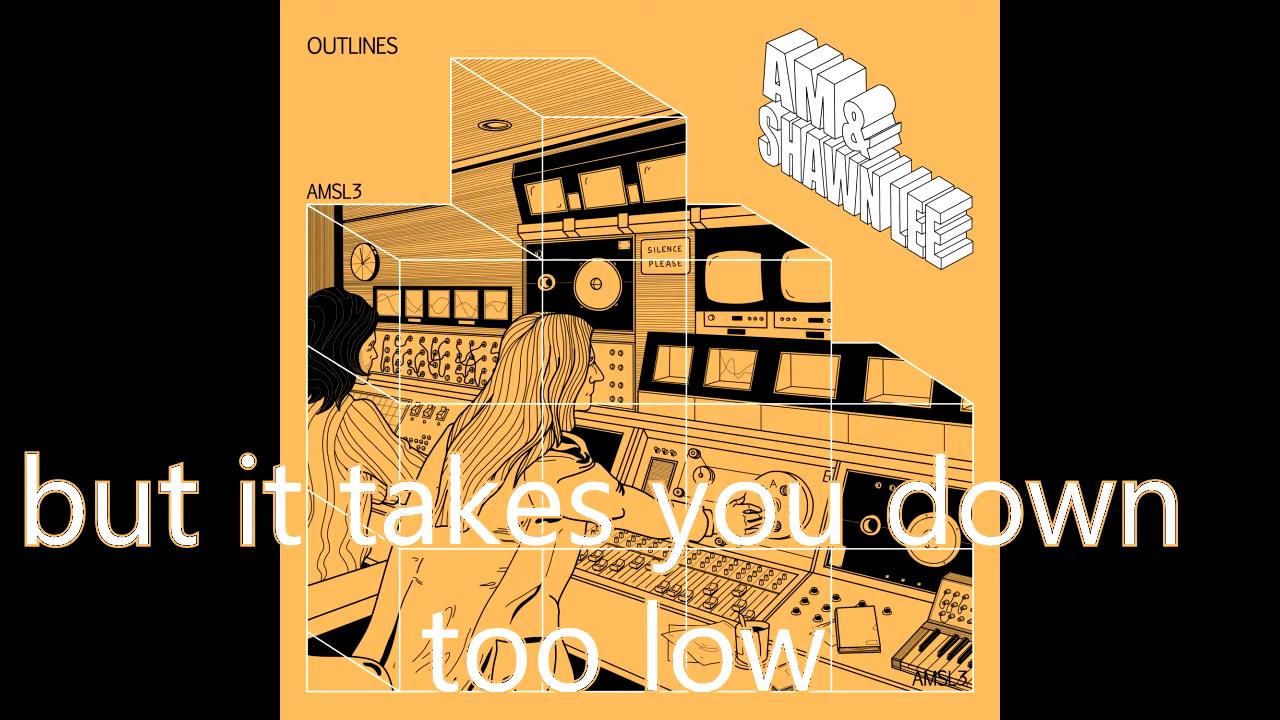 OUTLINES
AM &
SHAWN LEE
AMSL3
SILENCE
PLEASE
A
B
but it takes you down
too low
AMSL3